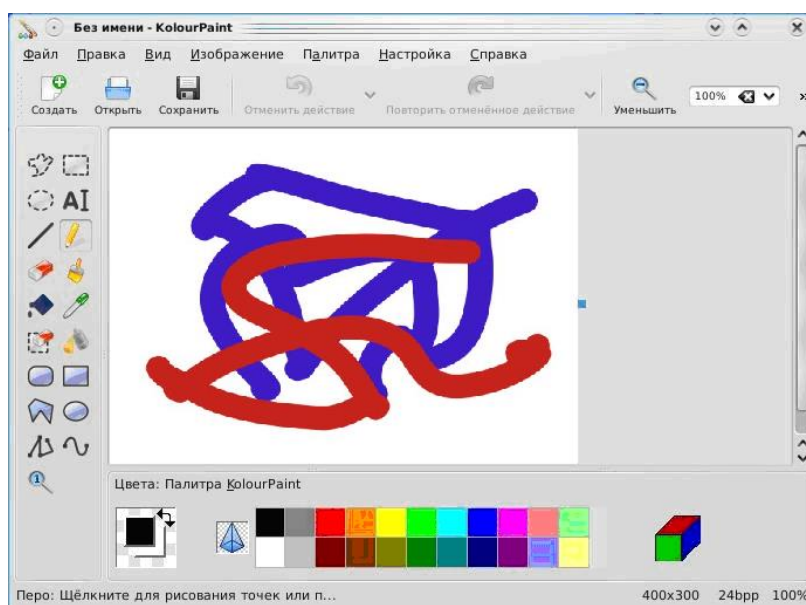 Без имени - KolourPaint
Файл Правка Вид Изображение Палитра Настройка Справка
Создать Открыть Сохранить Отменить действие Повторить отменённое действие Уменьшить 100% »
AI
Цвета: Палитра KolourPaint
Перо: Щёлкните для рисования точек или п... 400x300 24bpp 100%